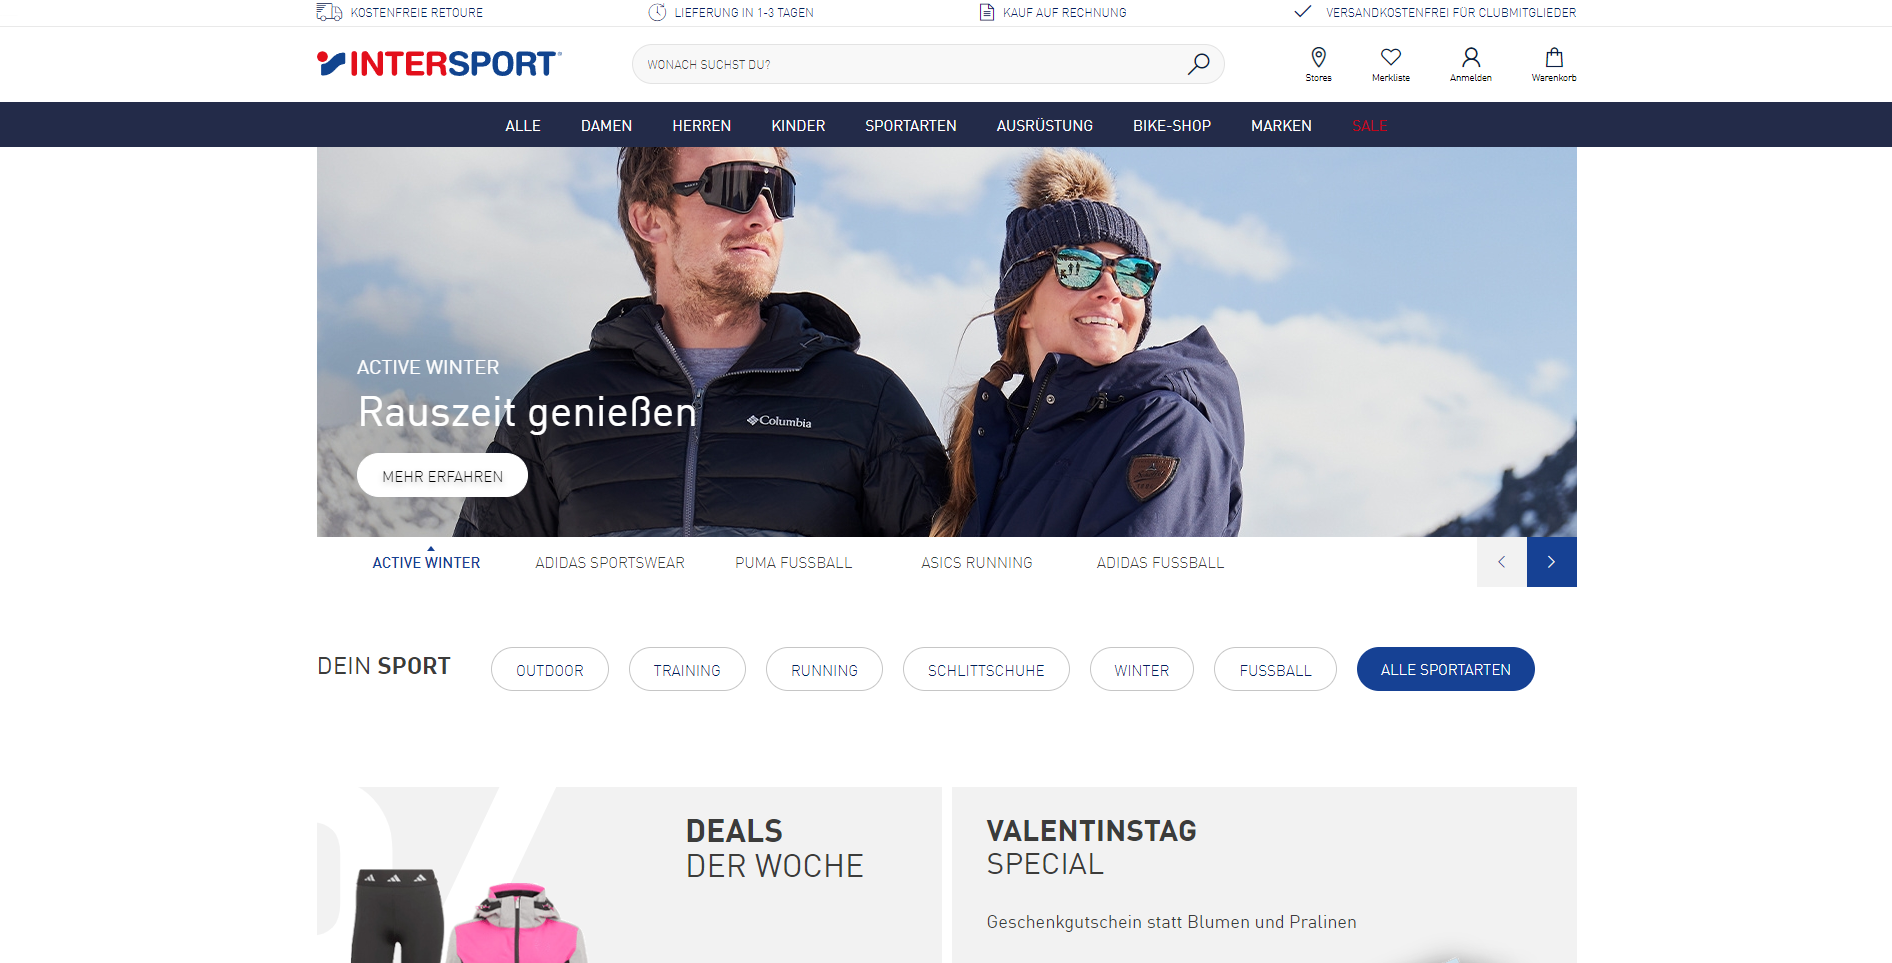 KOSTENFREIE RETOURE
LIEFERUNG IN 1-3 TAGEN
KAUF AUF RECHNUNG
VERSANDKOSTENFREI FÜR CLUBMITGLIEDER
INTERSPORT
WONACH SUCHST DU?
Stores
Merkliste
Anmelden
Warenkorb
ALLE
DAMEN
HERREN
KINDER
SPORTARTEN
AUSRÜSTUNG
BIKE-SHOP
MARKEN
SALE
ACTIVE WINTER
Rauszeit genießen
Columbia
MEHR ERFAHREN
ACTIVE WINTER
ADIDAS SPORTSWEAR
PUMA FUSSBALL
ASICS RUNNING
ADIDAS FUSSBALL
DEIN SPORT
OUTDOOR
TRAINING
RUNNING
SCHLITTSCHUHE
WINTER
FUSSBALL
ALLE SPORTARTEN
DEALS
DER WOCHE
VALENTINSTAG
SPECIAL
Geschenkgutschein statt Blumen und Pralinen